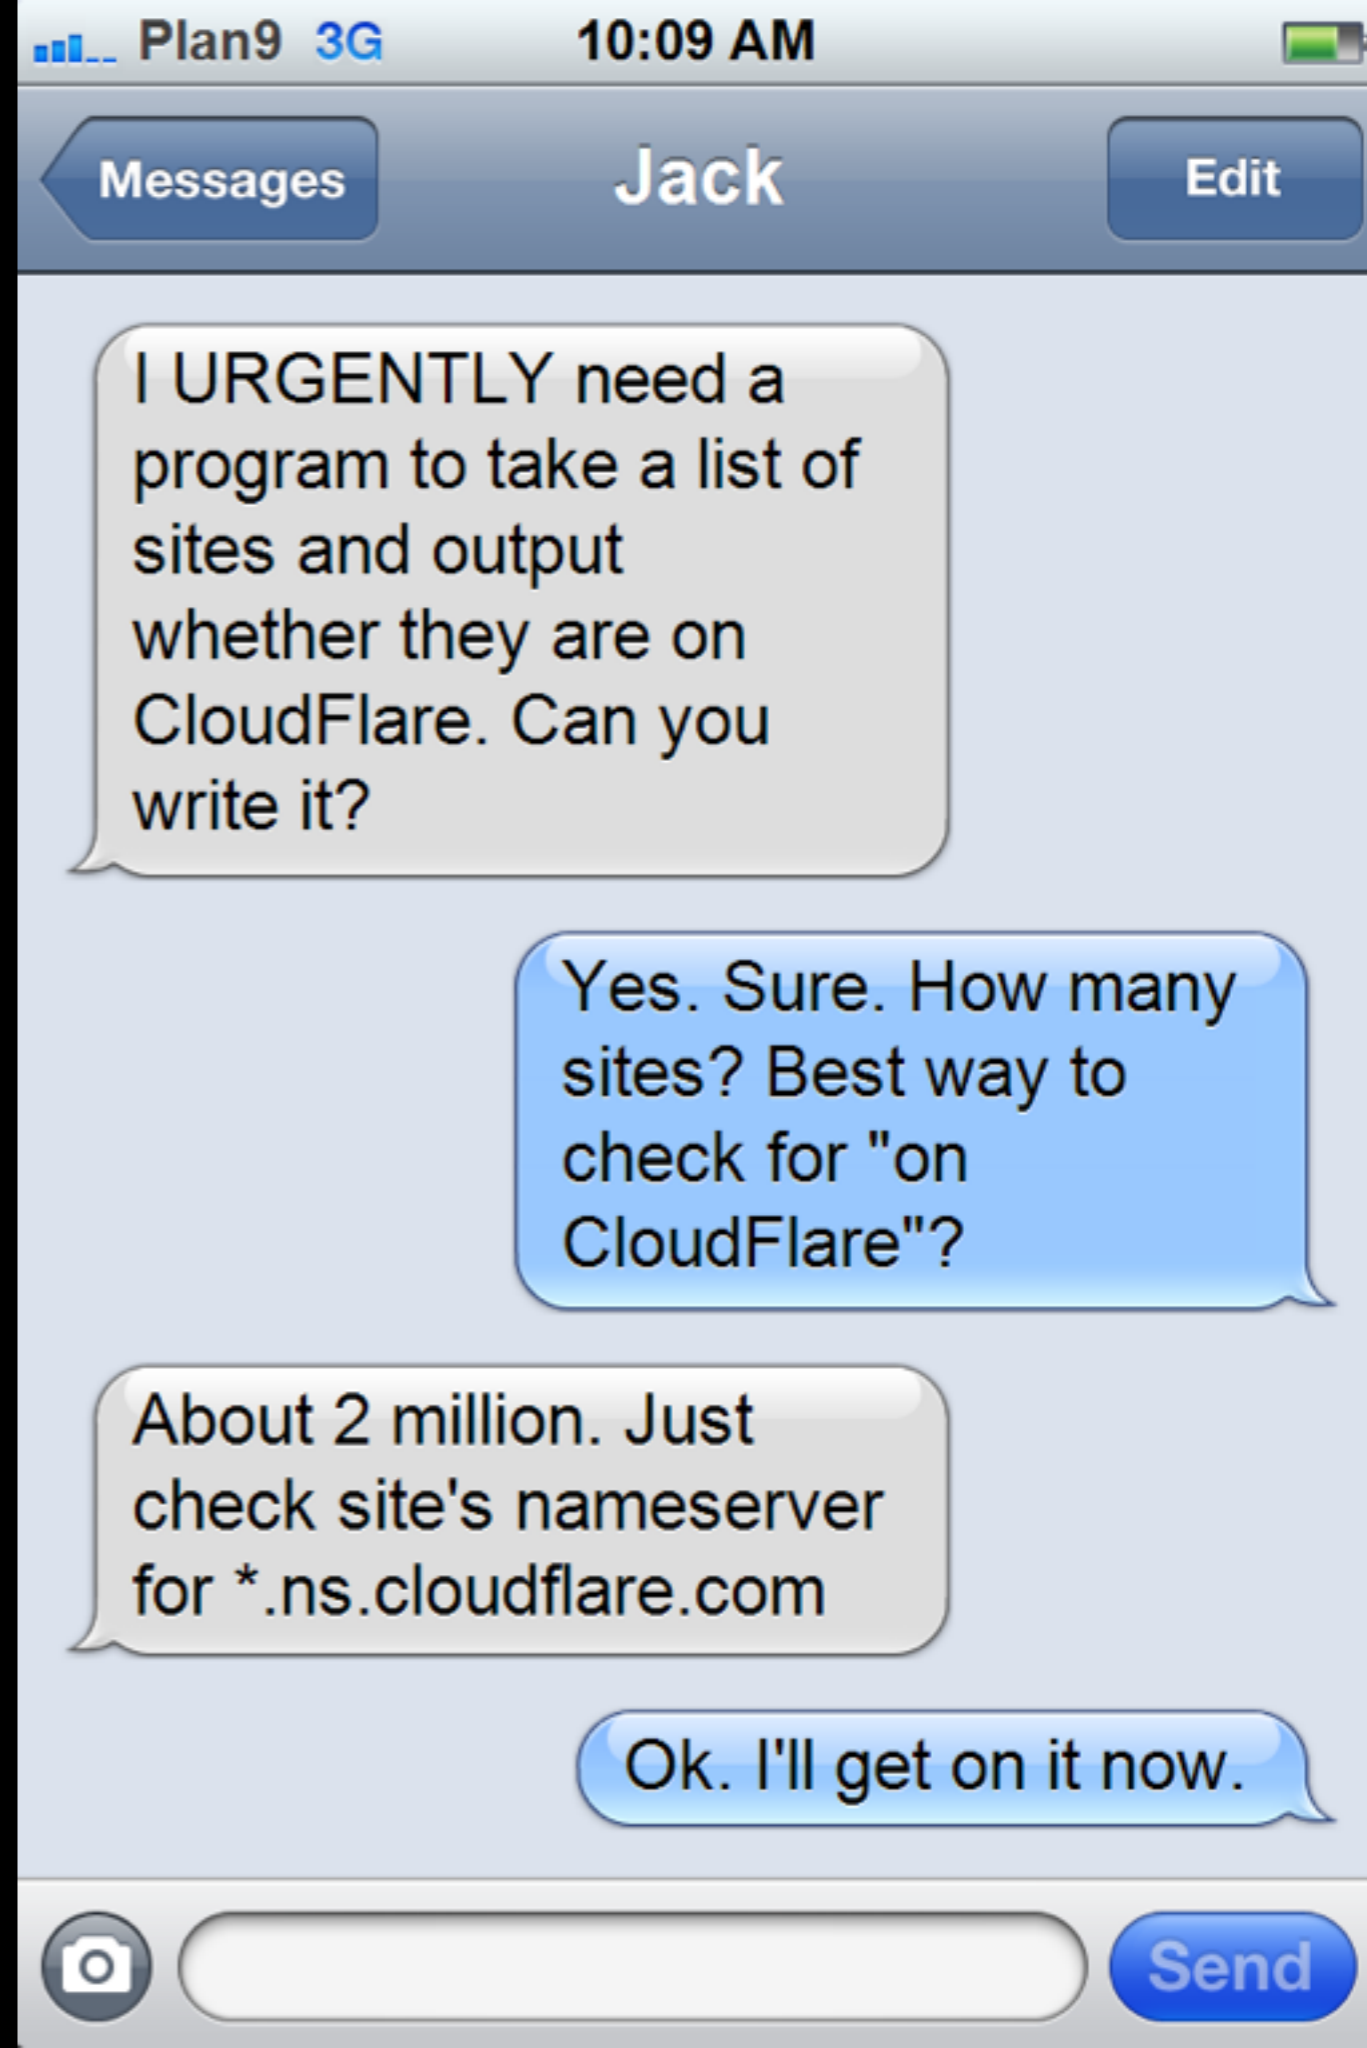 Plan9 3G 10:09 AM
Messages Jack Edit
I URGENTLY need a
program to take a list of
sites and output
whether they are on
CloudFlare. Can you
write it?
Yes. Sure. How many
sites? Best way to
check for "on
CloudFlare"?
About 2 million. Just
check site's nameserver
for *.ns.cloudflare.com
Ok. I'll get on it now.
Send